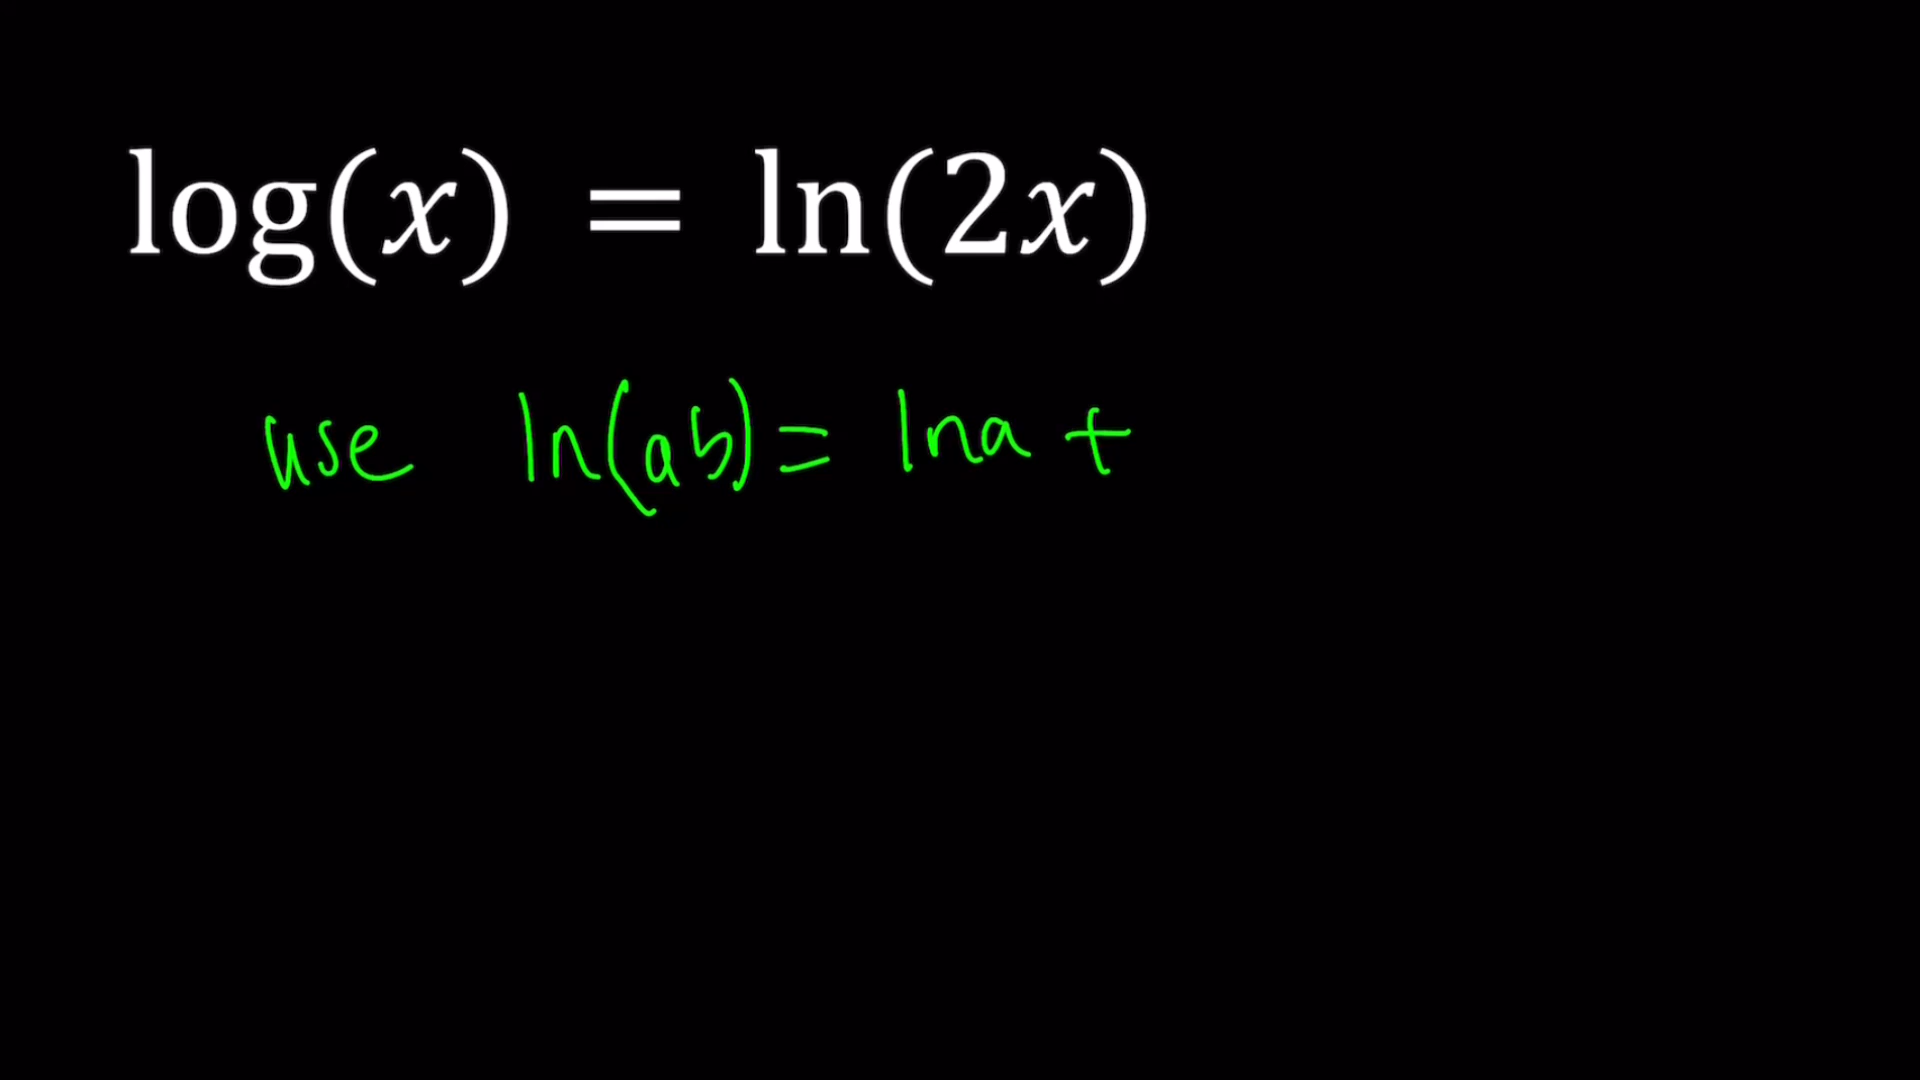 log(x) = ln(2x)
use ln(ab) = lna +